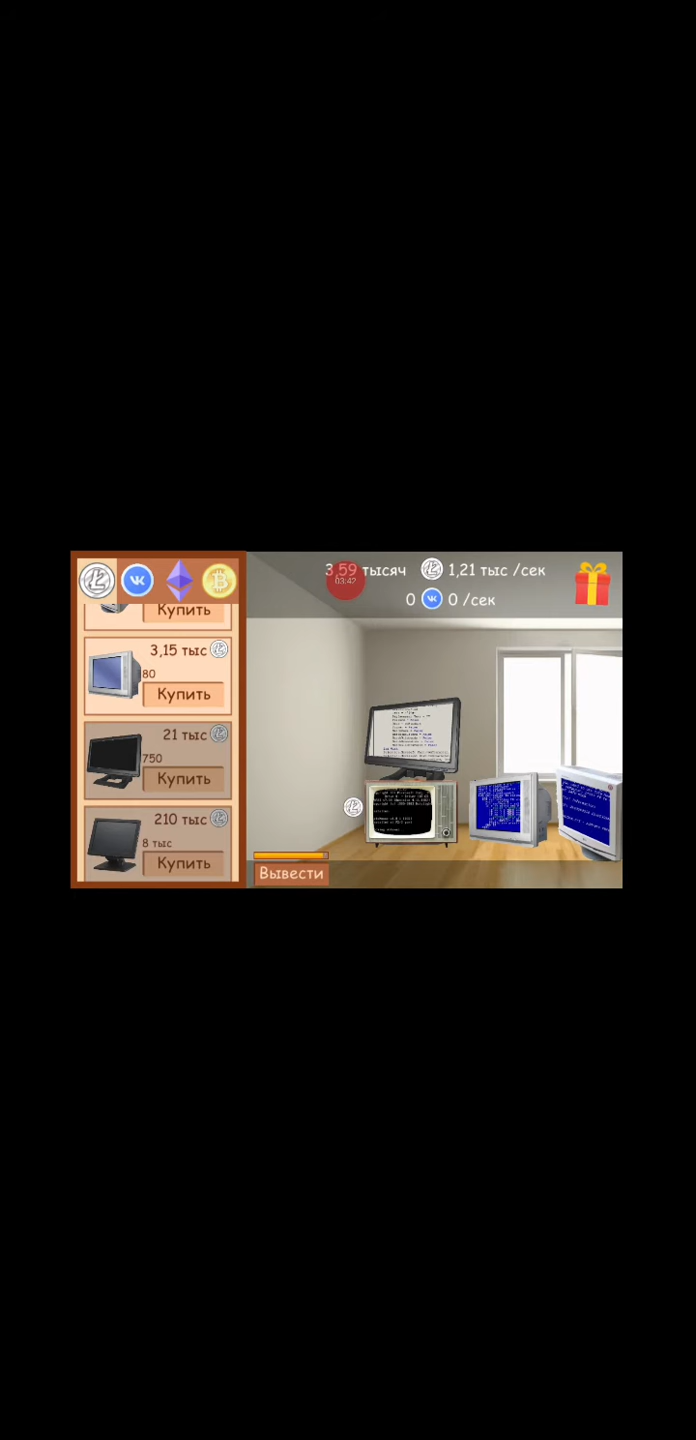 3,59 тысяч 1,21 тыс /сек
03:42
0 0 /сек
Купить
3,15 тыс
80
Купить
21 тыс
750
Купить
210 тыс
8 тыс
Купить
Вывести